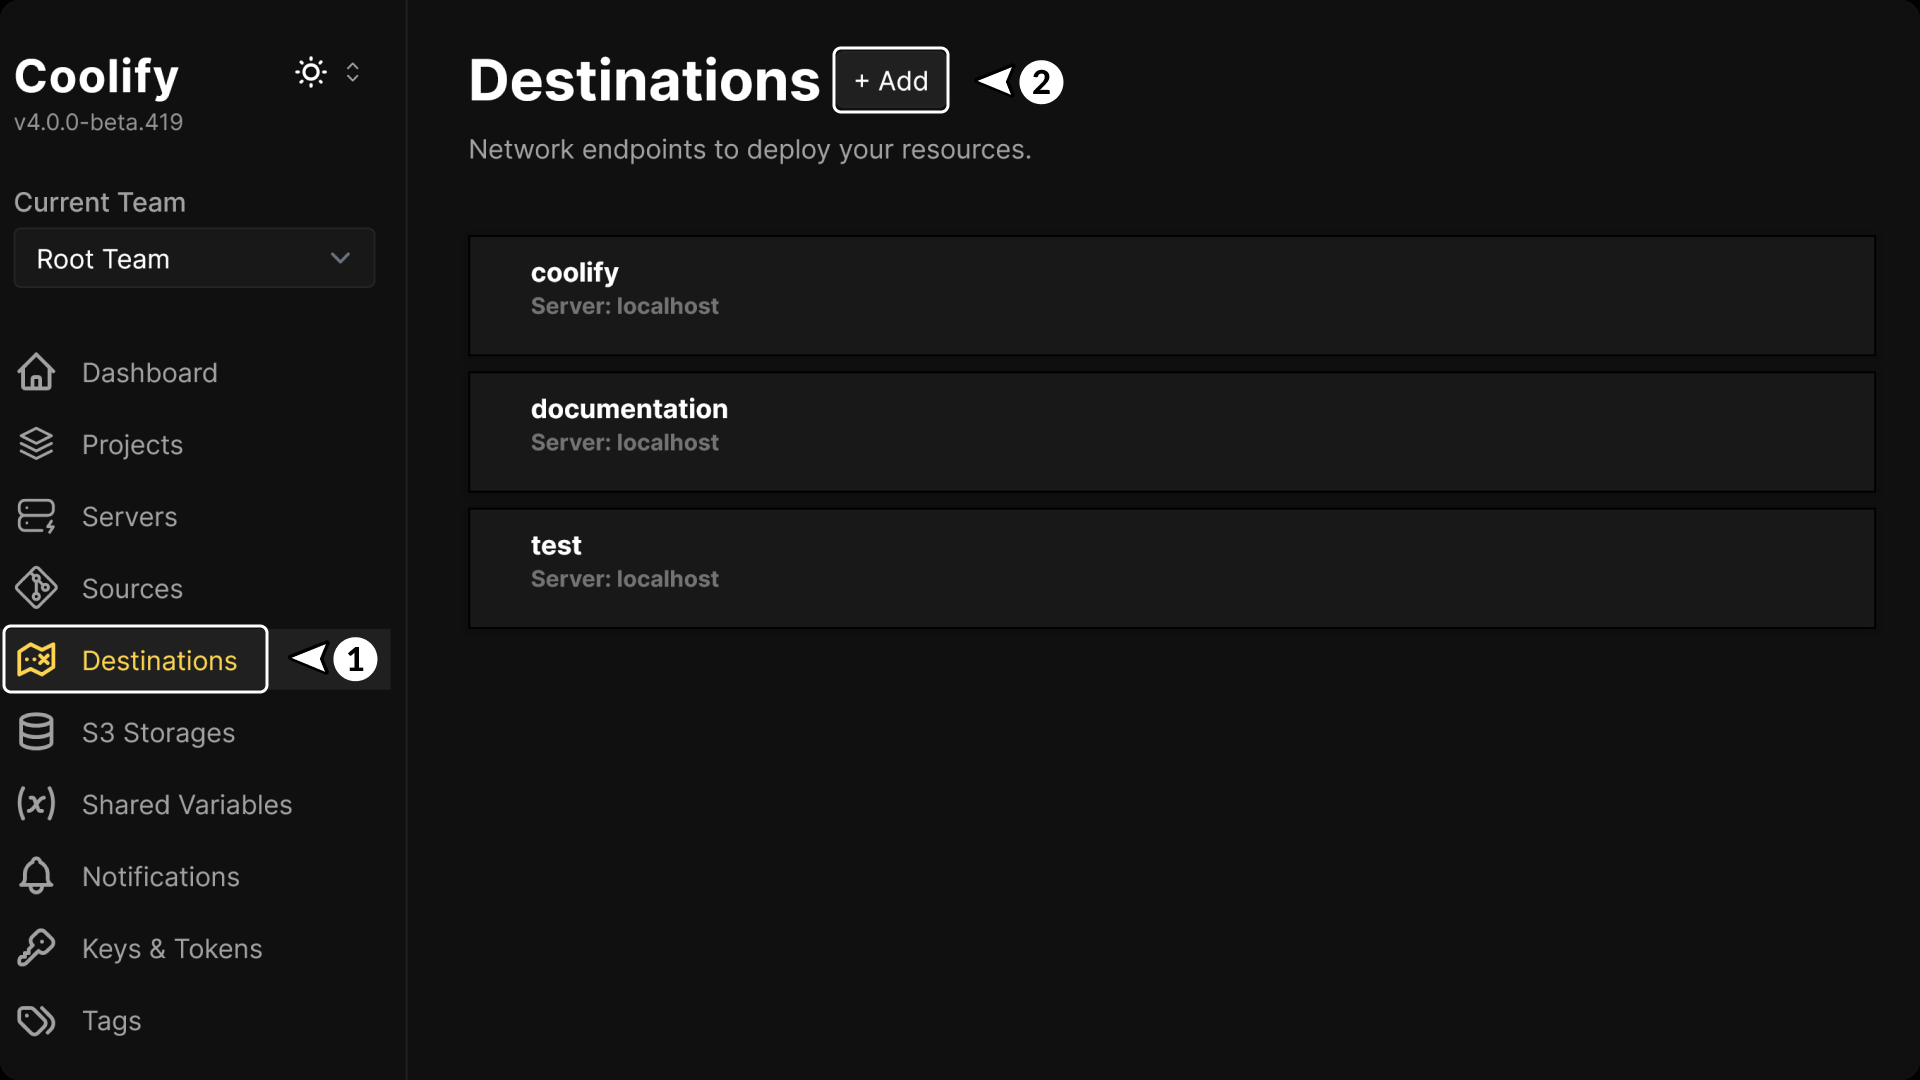 Coolify
v4.0.0-beta.419
Current Team
Root Team
Dashboard
Projects
Servers
Sources
Destinations
1
S3 Storages
Shared Variables
Notifications
Keys & Tokens
Tags
Destinations
+ Add
2
Network endpoints to deploy your resources.
coolify
Server: localhost
documentation
Server: localhost
test
Server: localhost